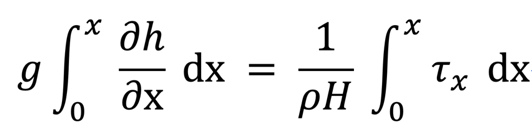 g ∫₀ˣ ∂h/∂x dx = 1/ρH ∫₀ˣ τₓ dx